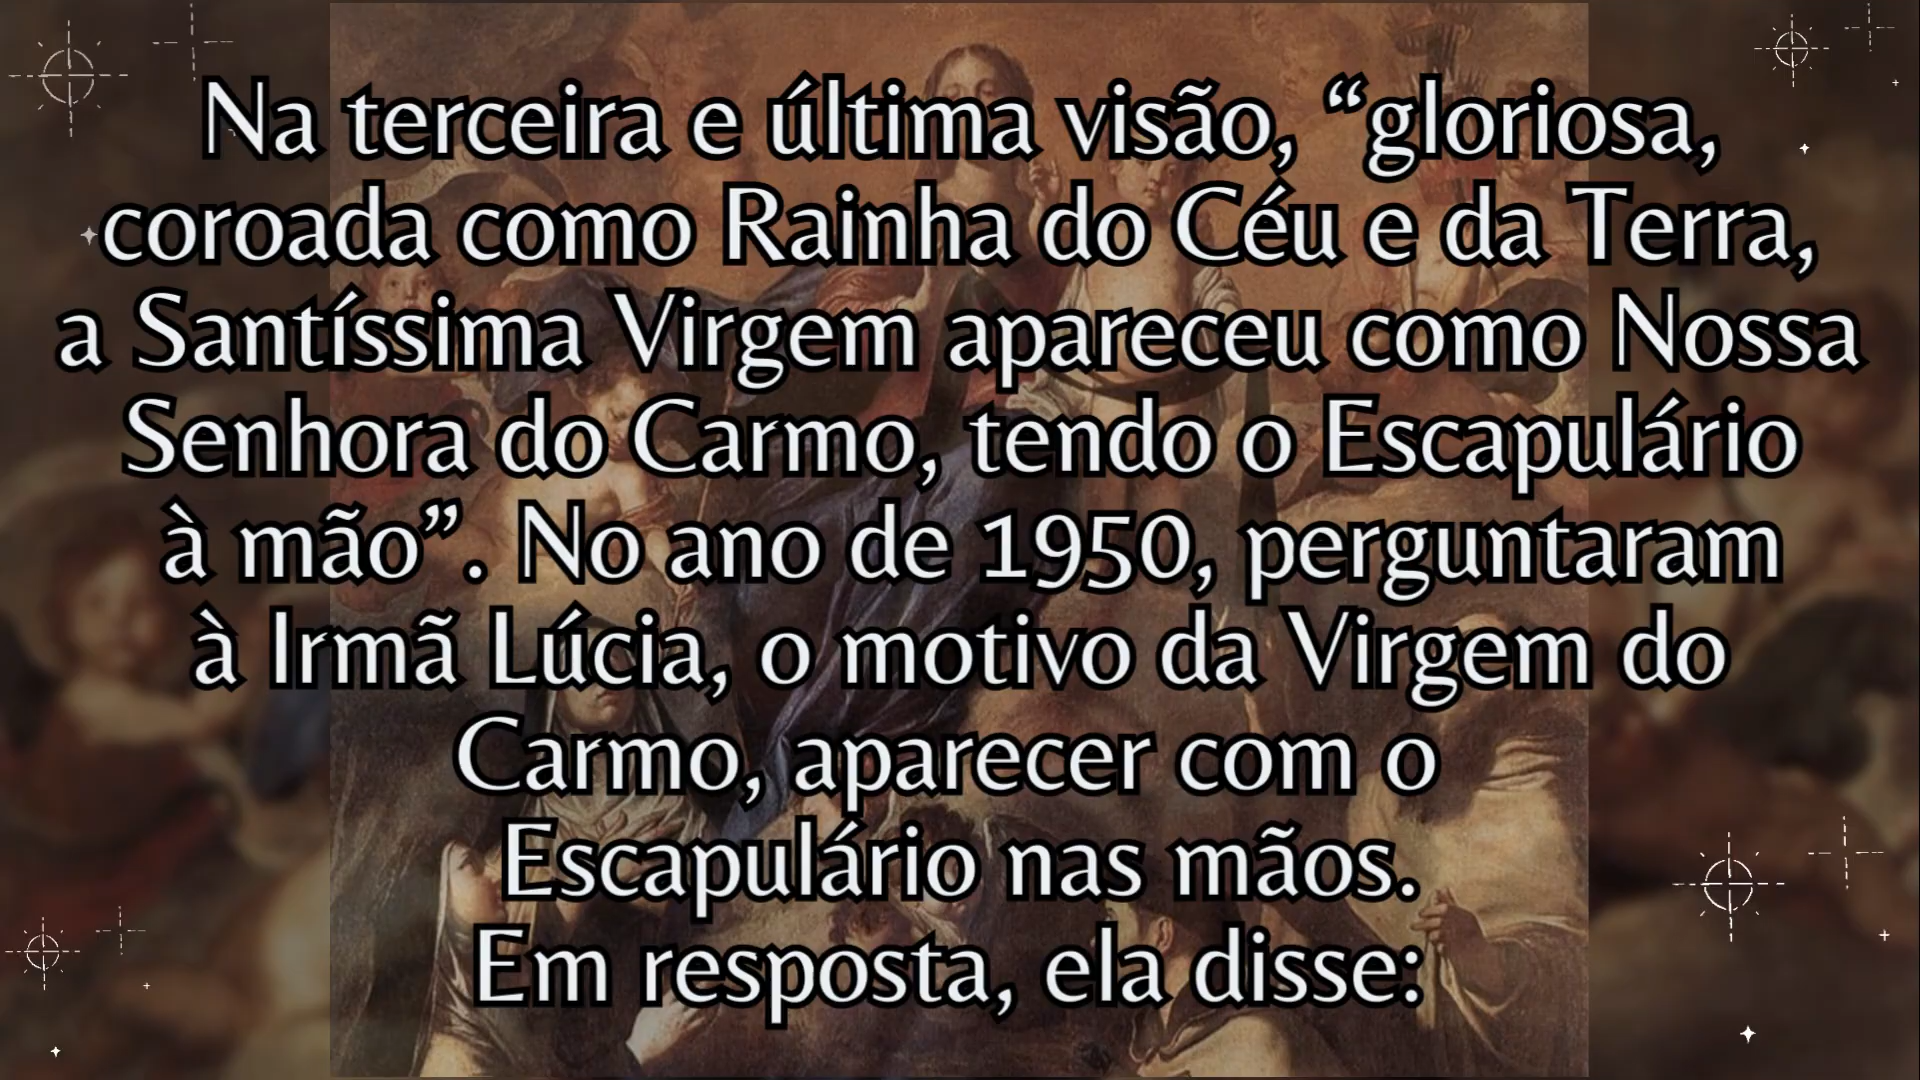 Na terceira e última visão, “gloriosa,
coroada como Rainha do Céu e da Terra,
a Santíssima Virgem apareceu como Nossa
Senhora do Carmo, tendo o Escapulário
à mão”. No ano de 1950, perguntaram
à Irmã Lúcia, o motivo da Virgem do
Carmo, aparecer com o
Escapulário nas mãos.
Em resposta, ela disse: